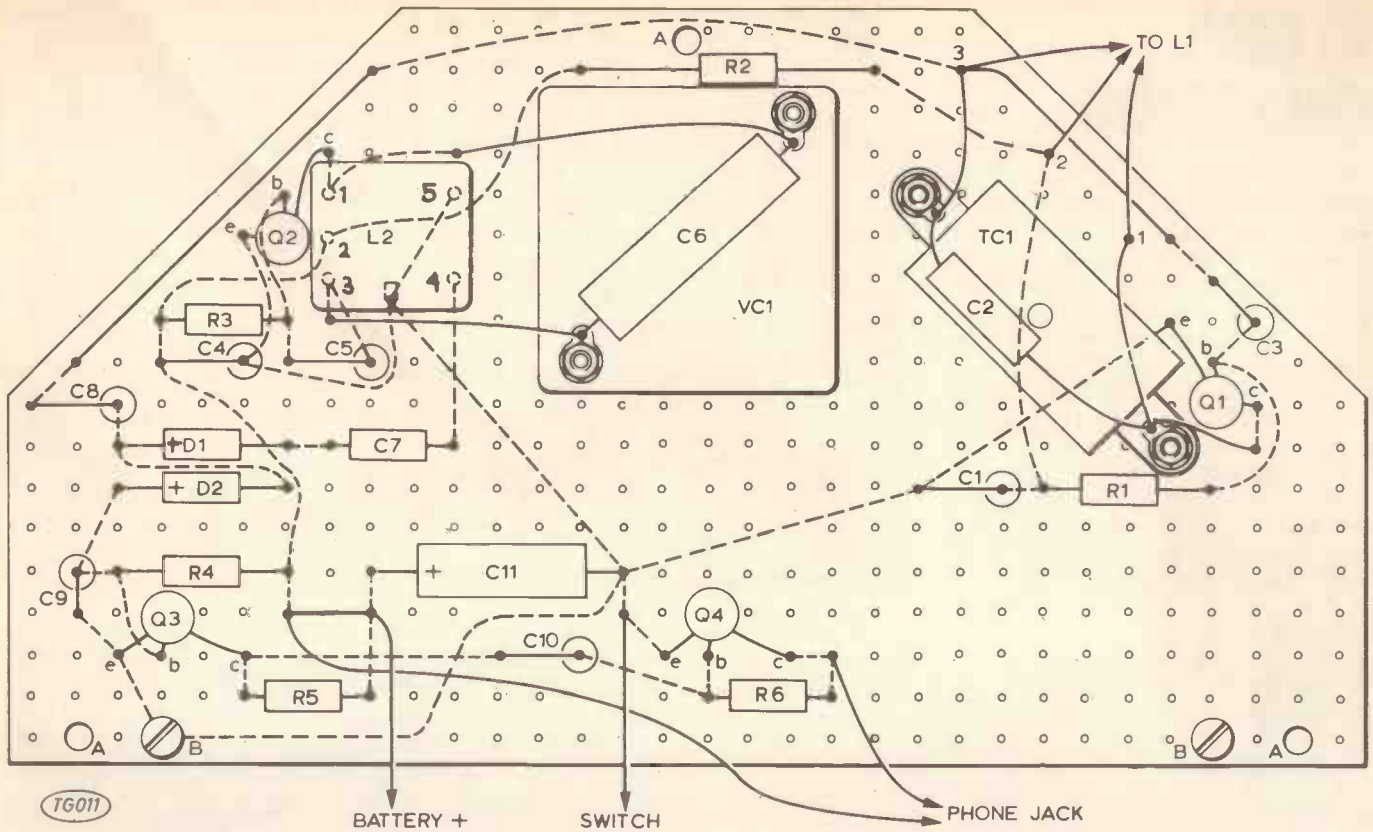 A
R2
3
TO L1
c
1
5
2
b
e
Q2
2
L2
C6
TC1
1
3
4
R3
VC1
C2
e
b
C3
C4
C5
C8
c
Q1
+
D1
C7
+
D2
C1
R1
R4
+
C11
C9
Q3
Q4
C10
e
b
c
e
b
c
R5
R6
A
B
B
A
TG011
BATTERY +
SWITCH
PHONE JACK